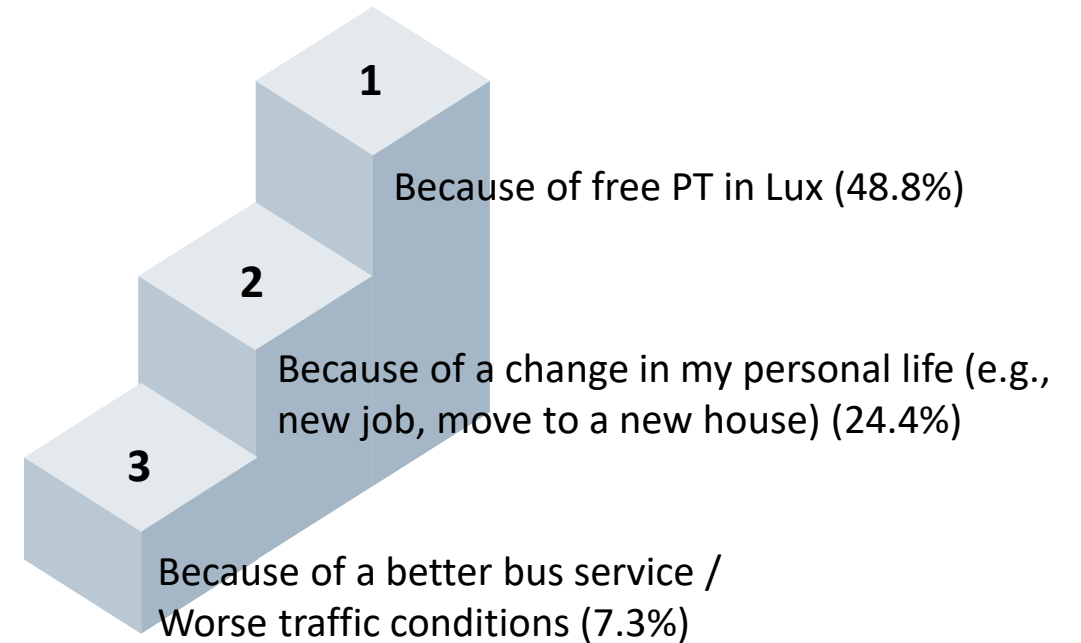 1
Because of free PT in Lux (48.8%)
2
Because of a change in my personal life (e.g.,
new job, move to a new house) (24.4%)
3
Because of a better bus service /
Worse traffic conditions (7.3%)